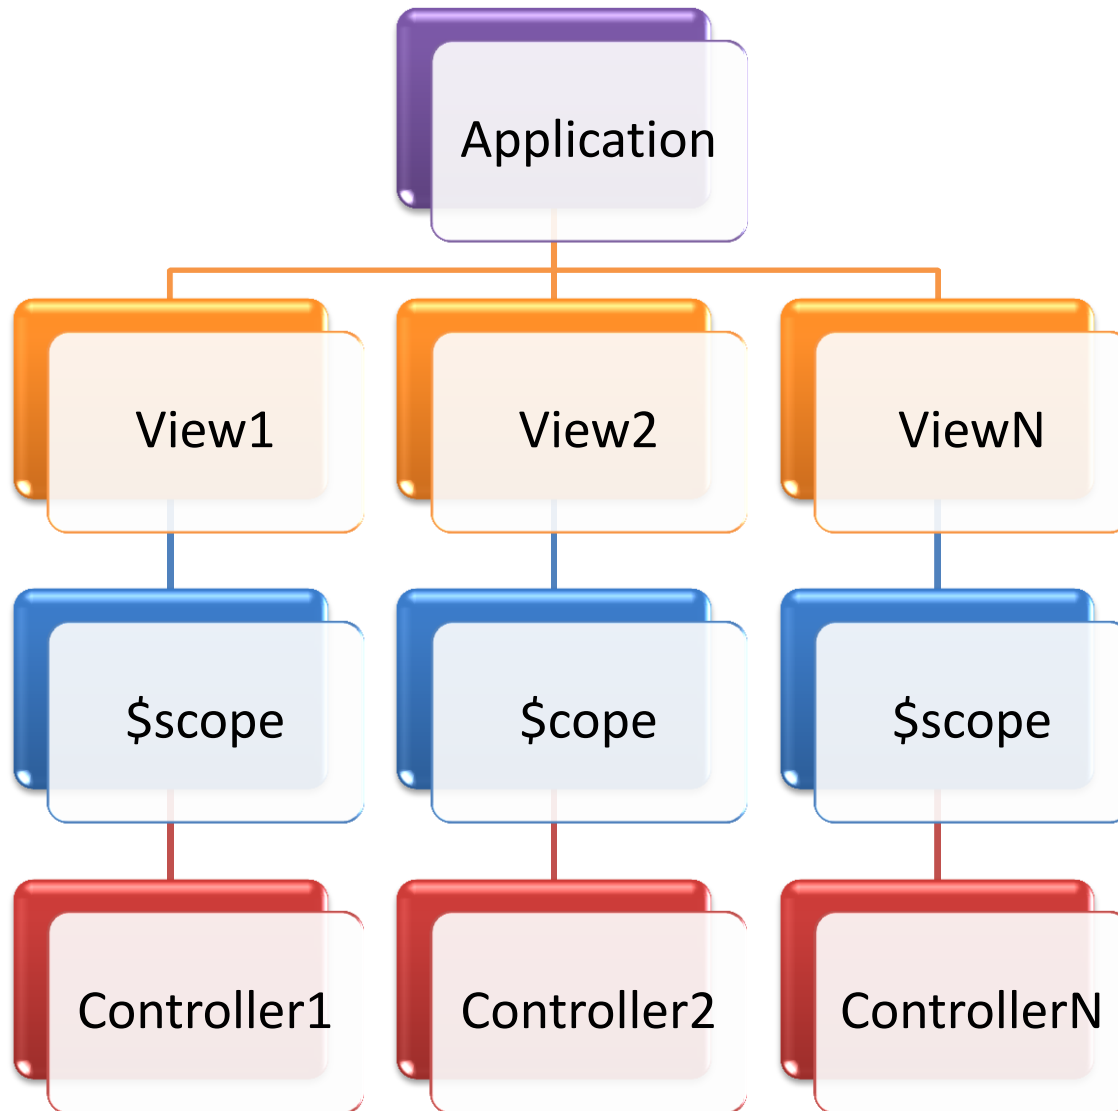 Application
View1
View2
ViewN
$scope
$cope
$scope
Controller1
Controller2
ControllerN